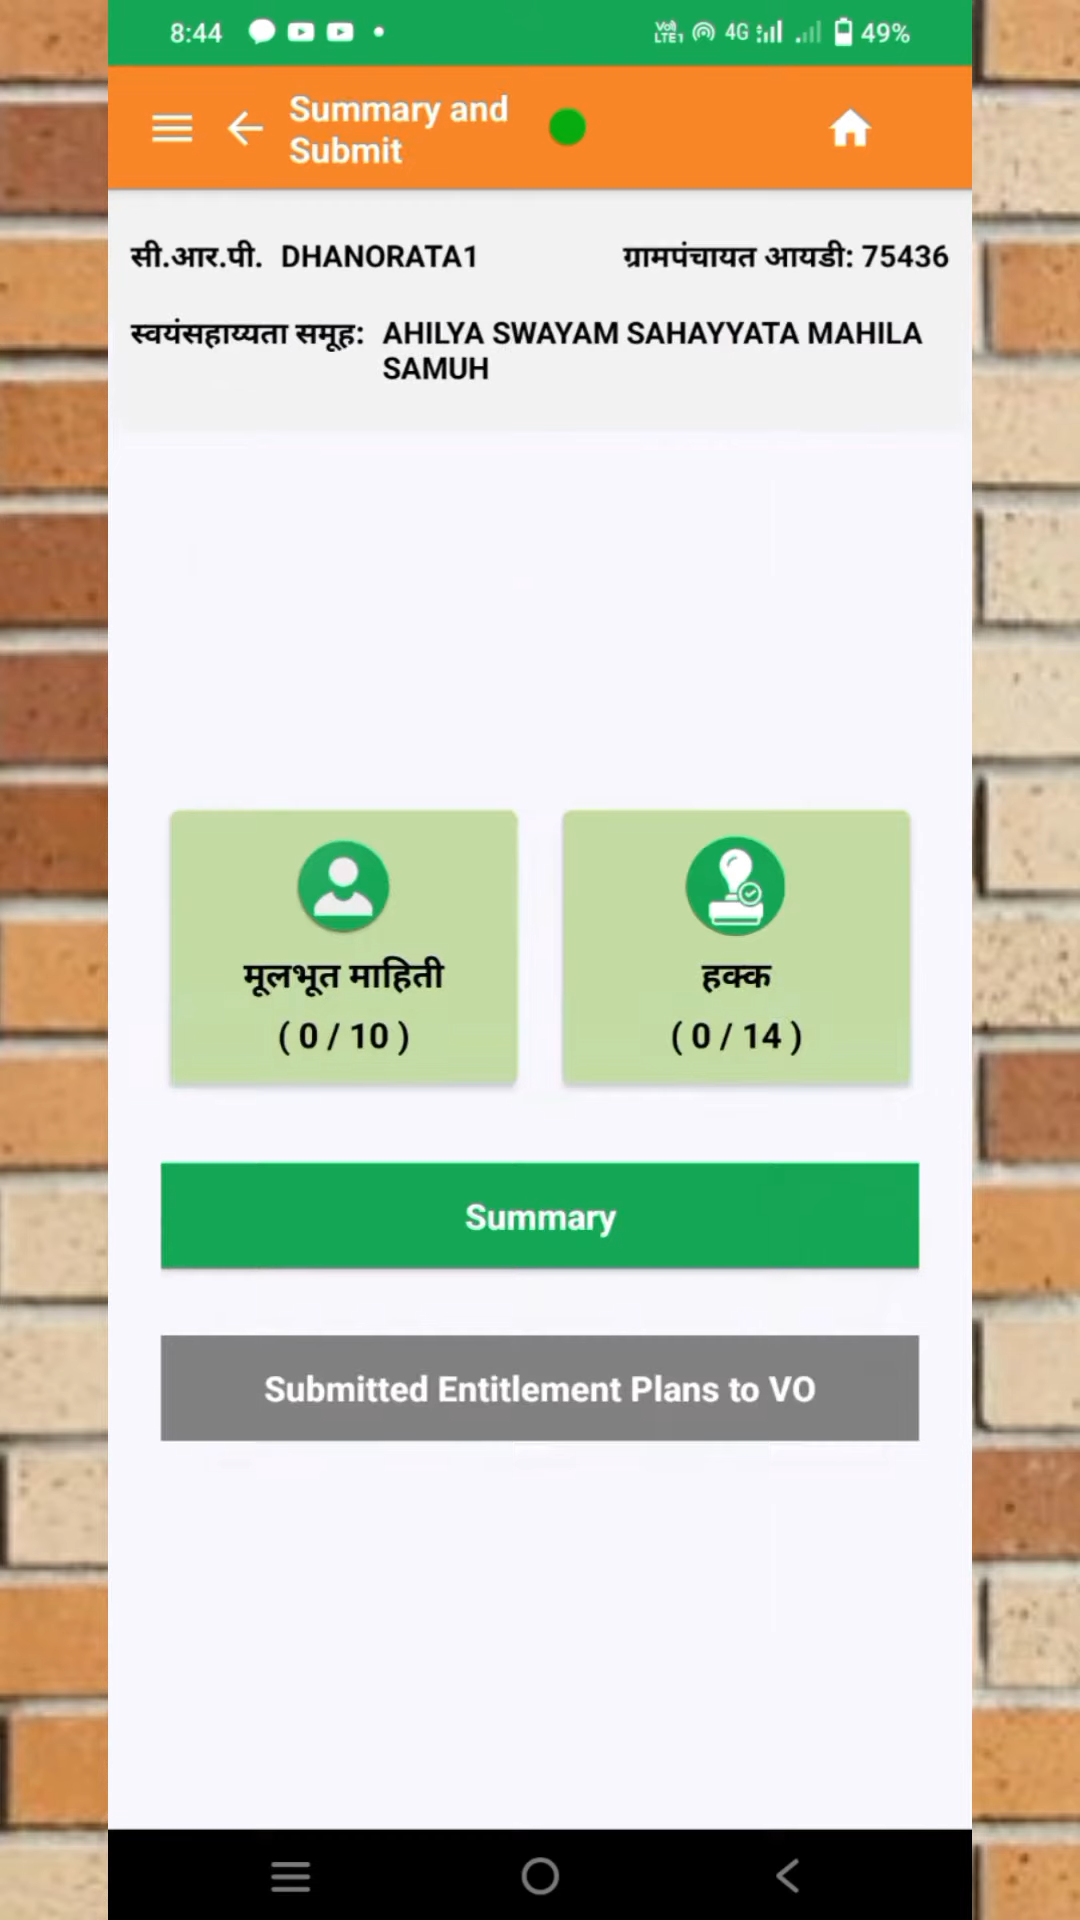 8:44 4G 49%
Summary and
Submit
सी.आर.पी. DHANORATA1 ग्रामपंचायत आयडी: 75436
स्वयंसहाय्यता समूह: AHILYA SWAYAM SAHAYYATA MAHILA
SAMUH
मूलभूत माहिती हक्क
( 0 / 10 ) ( 0 / 14 )
Summary
Submitted Entitlement Plans to VO